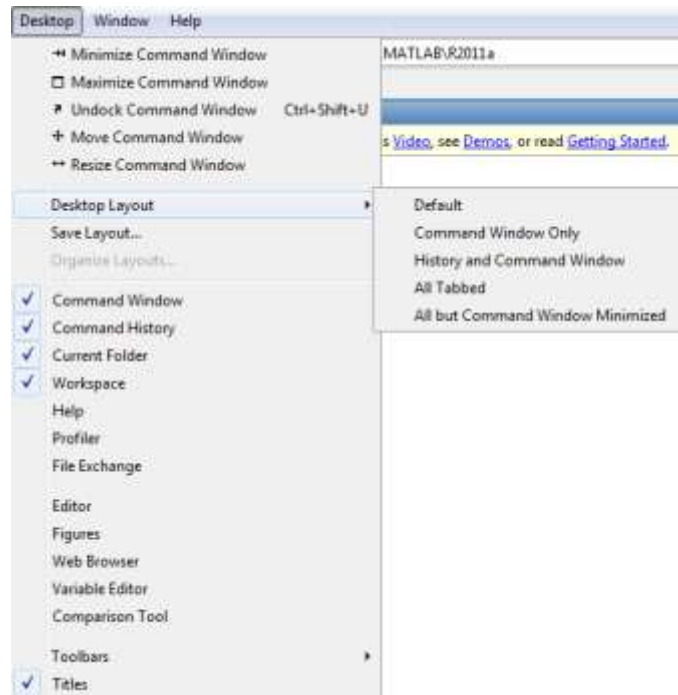 Desktop Window Help
Minimize Command Window
MATLAB\R2011a
Maximize Command Window
Undock Command Window Ctrl+Shift+U
Move Command Window
s Video, see Demos, or read Getting Started.
Resize Command Window
Desktop Layout
Save Layout...
Organize Layouts...
Default
Command Window Only
History and Command Window
All Tabbed
All but Command Window Minimized
Command Window
Command History
Current Folder
Workspace
Help
Profiler
File Exchange
Editor
Figures
Web Browser
Variable Editor
Comparison Tool
Toolbars
Titles